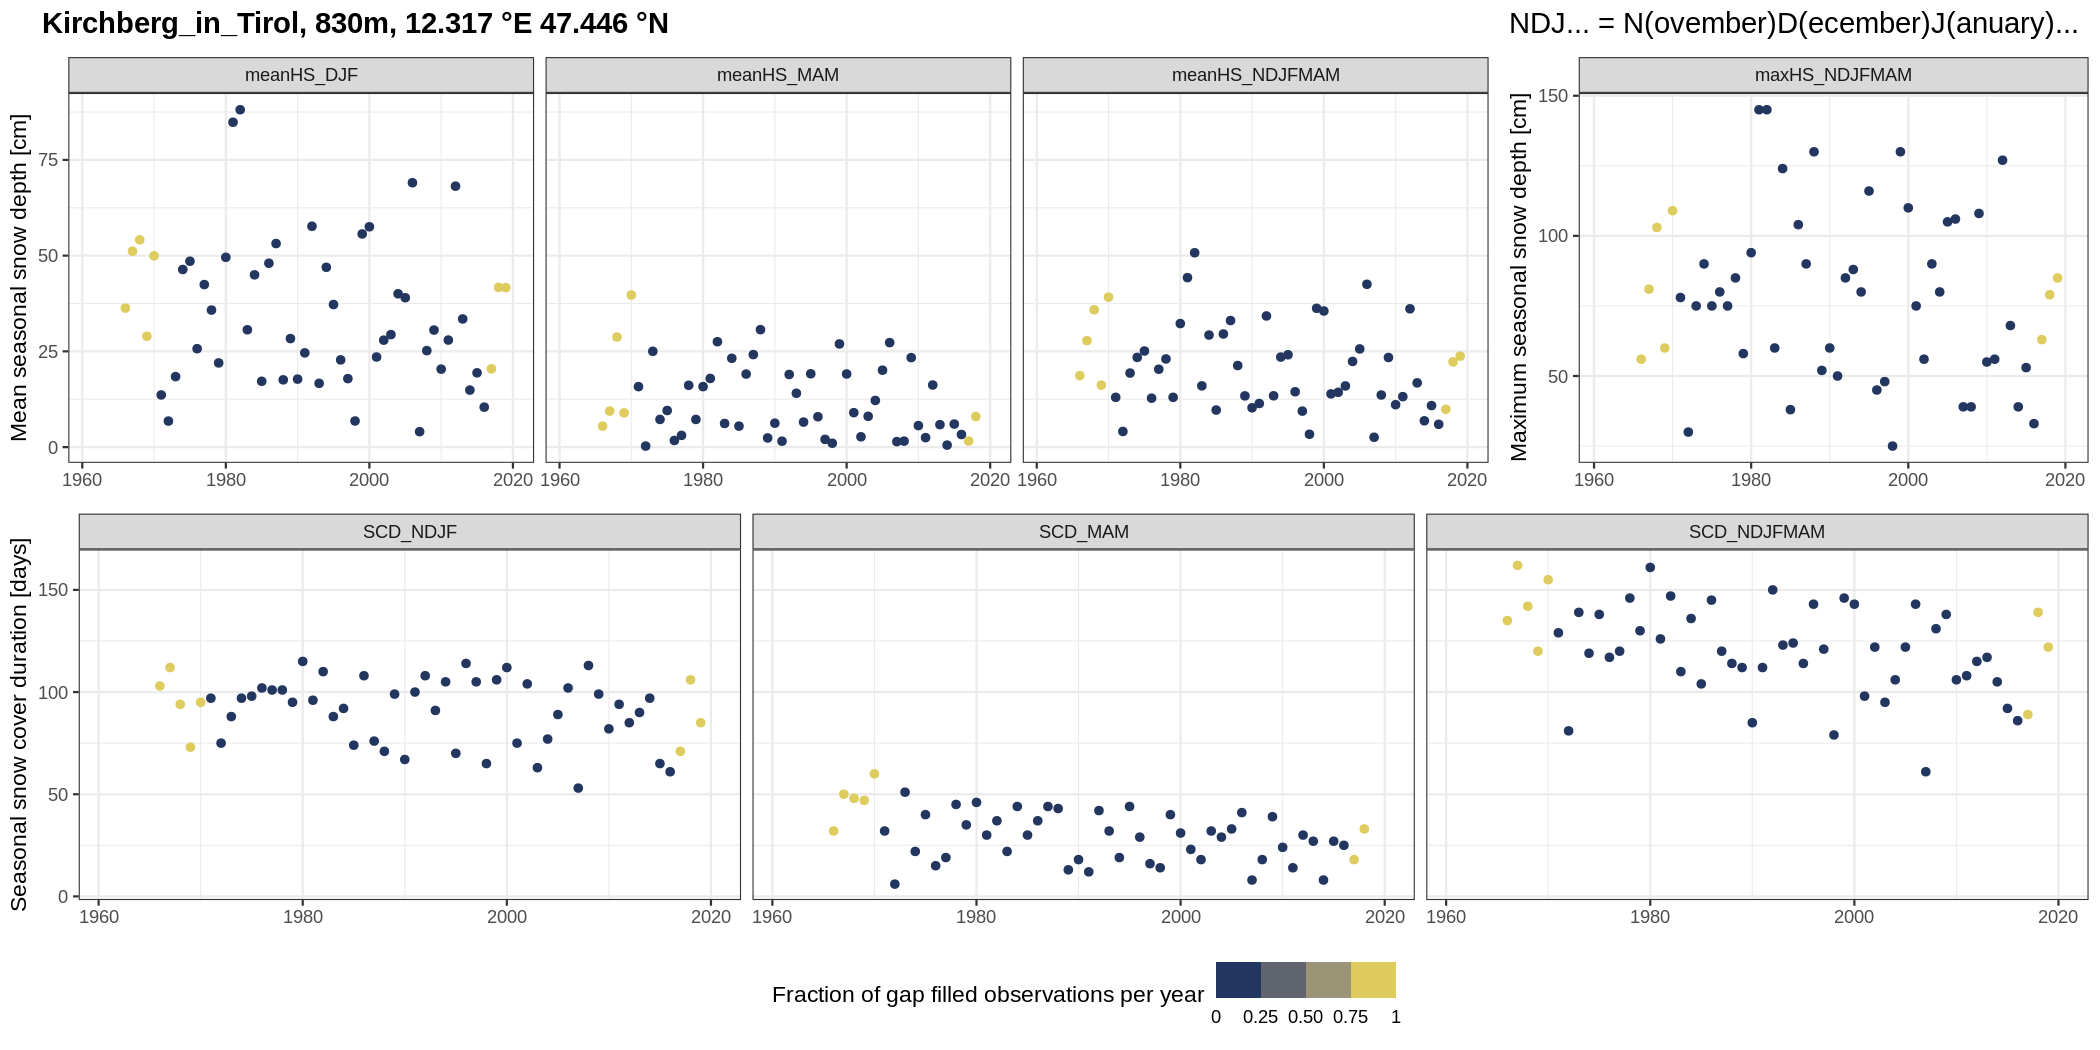 Kirchberg_in_Tirol, 830m, 12.317 °E 47.446 °N
NDJ... = N(ovember)D(ecember)J(anuary)...
meanHS_DJF
meanHS_MAM
meanHS_NDJFMAM
maxHS_NDJFMAM
Mean seasonal snow depth [cm]
75
50
25
0
1960 1980 2000 2020
1960 1980 2000 2020
1960 1980 2000 2020
Maximum seasonal snow depth [cm]
150
100
50
1960 1980 2000 2020
SCD_NDJF
SCD_MAM
SCD_NDJFMAM
Seasonal snow cover duration [days]
150
100
50
0
1960 1980 2000 2020
1960 1980 2000 2020
1960 1980 2000 2020
Fraction of gap filled observations per year
0 0.25 0.50 0.75 1